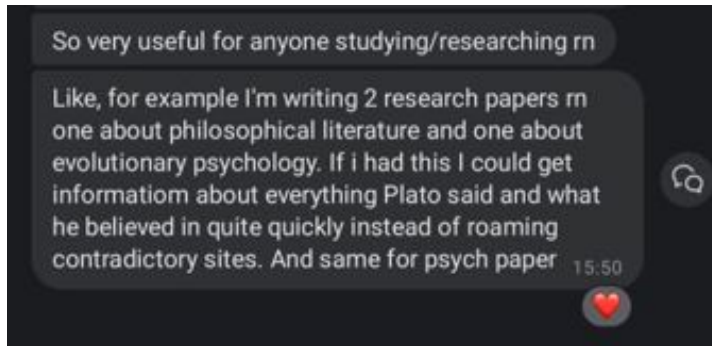 So very useful for anyone studying/researching rn
Like, for example I'm writing 2 research papers rn
one about philosophical literature and one about
evolutionary psychology. If i had this I could get
informatiom about everything Plato said and what
he believed in quite quickly instead of roaming
contradictory sites. And same for psych paper 15:50